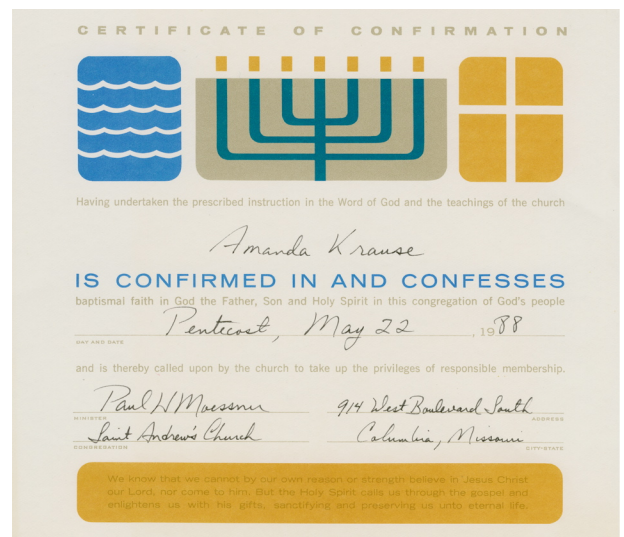 CERTIFICATE OF CONFIRMATION
Having undertaken the prescribed instruction in the Word of God and the teachings of the church
Amanda Krause
IS CONFIRMED IN AND CONFESSES
baptismal faith in God the Father, Son and Holy Spirit in this congregation of God's people
Pentecost, May 22, 1988
DAY AND DATE
and is thereby called upon by the church to take up the privileges of responsible membership.
Paul W Moessner 914 West Boulevard South
MINISTER ADDRESS
Saint Andrew's Church Columbia, Missouri
CONGREGATION CITY-STATE
We know that we cannot by our own reason or strength believe in Jesus Christ
our Lord, nor come to him. But the Holy Spirit calls us through the gospel and
enlightens us with his gifts, sanctifying and preserving us unto eternal life.